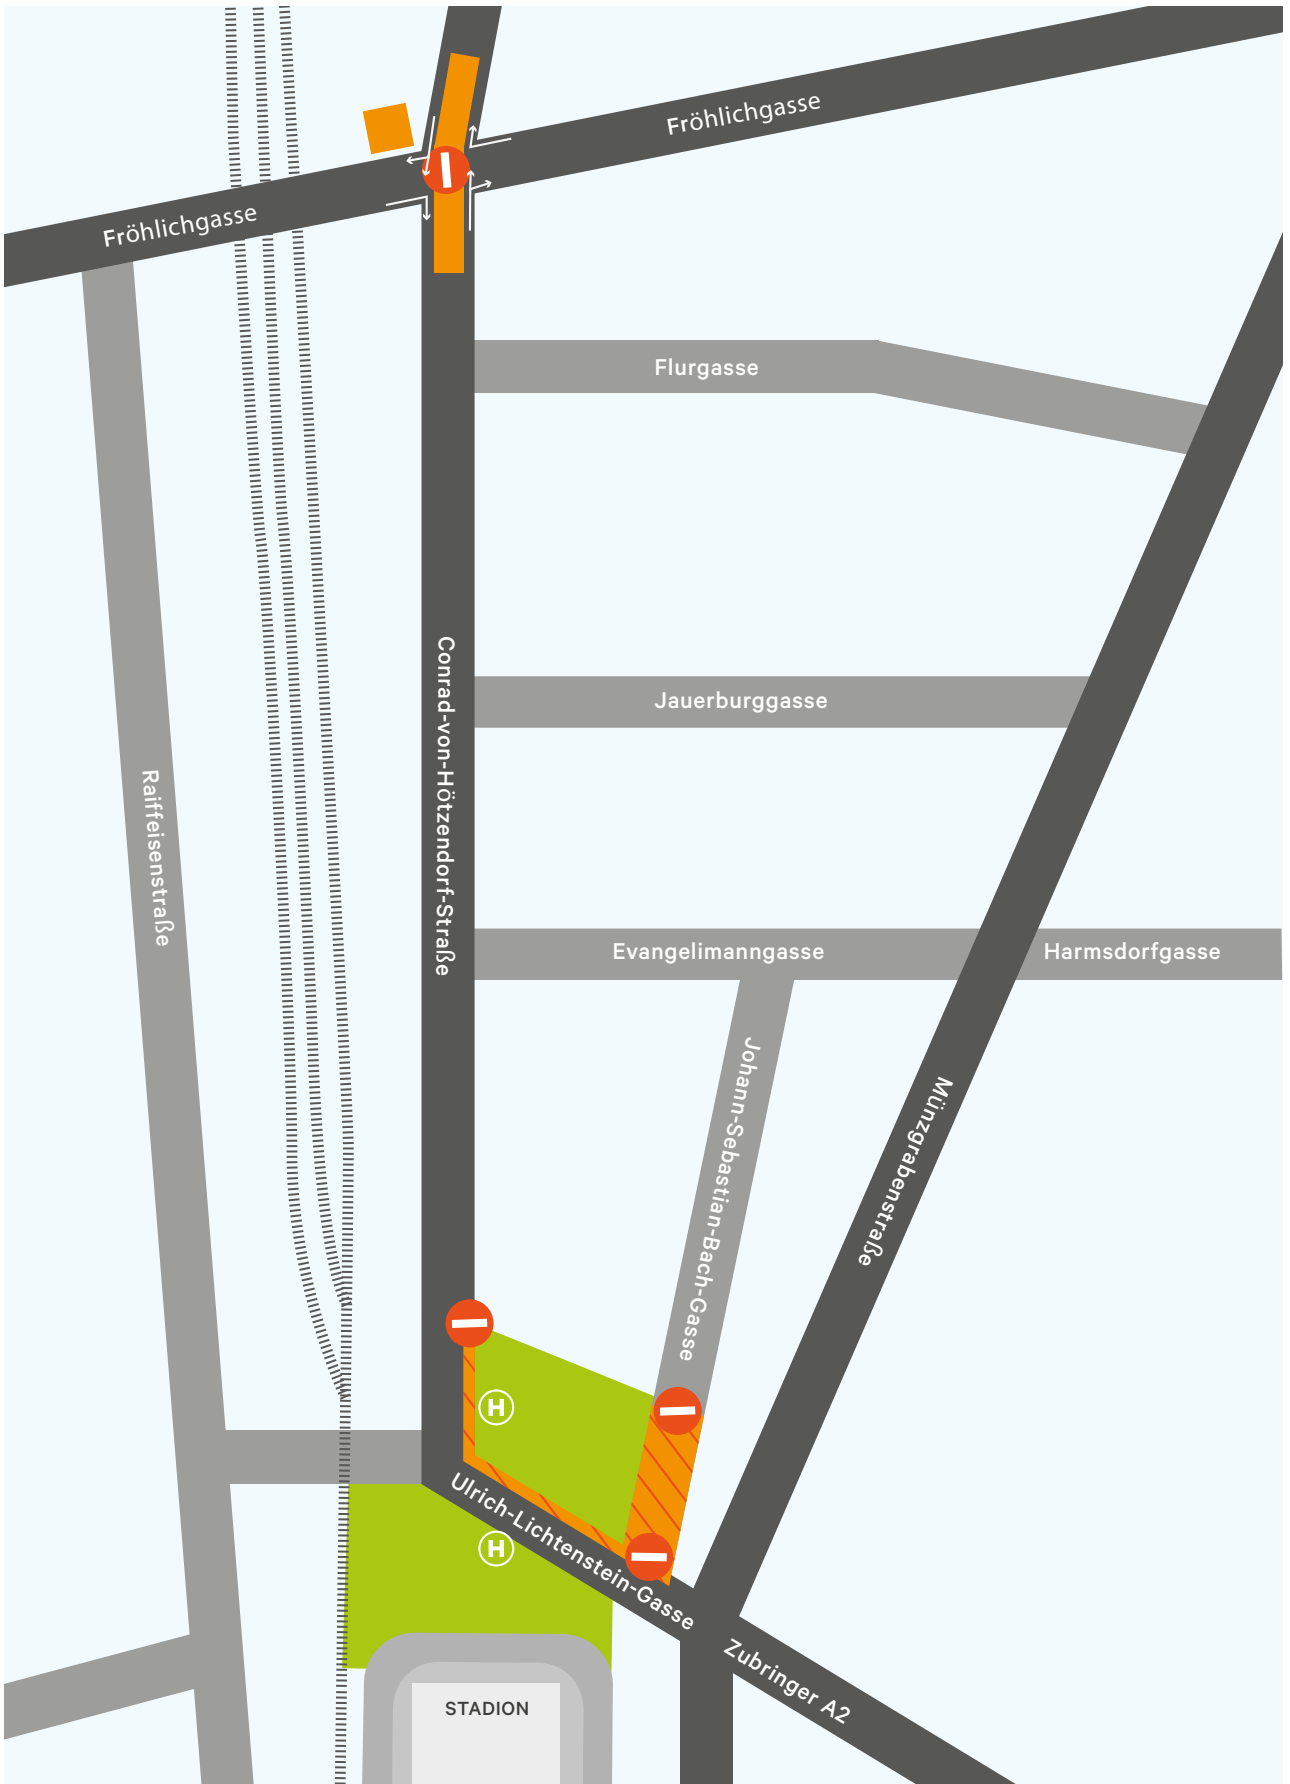 Fröhlichgasse
Fröhlichgasse
Flurgasse
Conrad-von-Hötzendorf-Straße
Jauerburggasse
Raiffeisenstraße
Evangelimanngasse
Harmsdorfgasse
Johann-Sebastian-Bach-Gasse
Münzgrabenstraße
H
Ulrich-Lichtenstein-Gasse
H
Zubringer A2
STADION